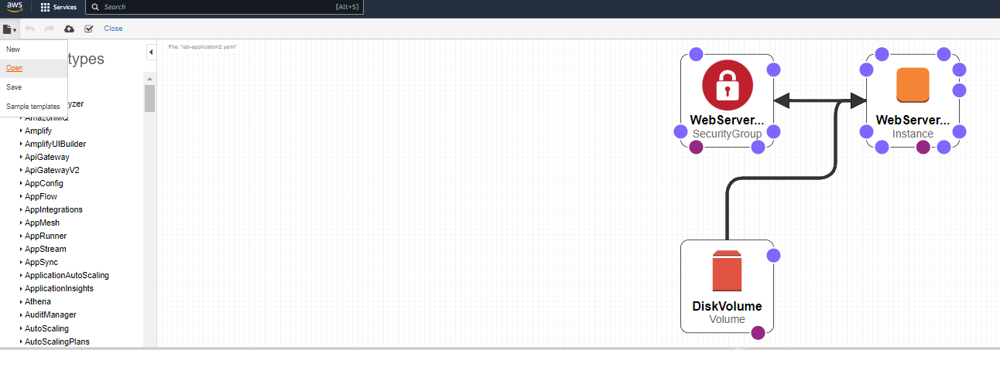 aws
Services
Search
[Alt+S]
Close
New
Open
Save
Sample templates
types
File: 'lab-application2.yaml'
yzer
AmazonMQ
Amplify
AmplifyUIBuilder
ApiGateway
ApiGatewayV2
AppConfig
AppFlow
AppIntegrations
AppMesh
AppRunner
AppStream
AppSync
ApplicationAutoScaling
ApplicationInsights
Athena
AuditManager
AutoScaling
AutoScalingPlans
WebServer...
SecurityGroup
WebServer...
Instance
DiskVolume
Volume